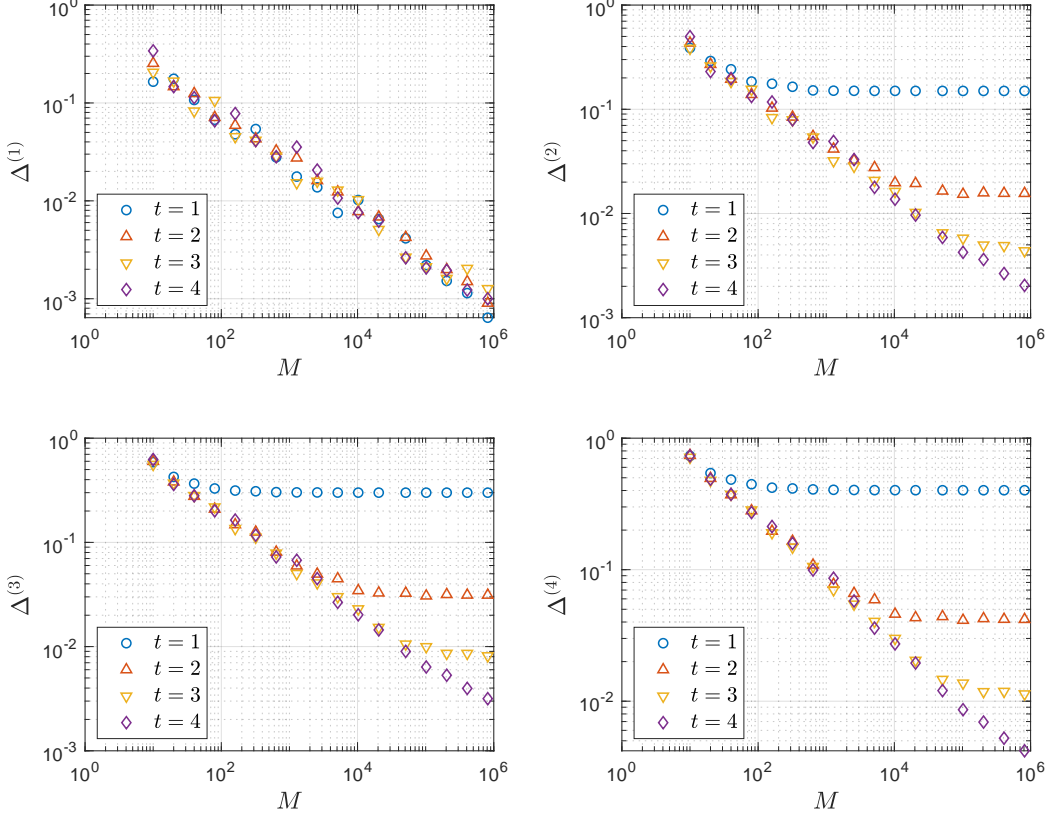 10^0
10^{-1}
10^{-2}
10^{-3}
Δ^{(1)}
t = 1
t = 2
t = 3
t = 4
10^0 10^2 10^4 10^6
M
10^0
10^{-1}
10^{-2}
10^{-3}
Δ^{(2)}
t = 1
t = 2
t = 3
t = 4
10^0 10^2 10^4 10^6
M
10^0
10^{-1}
10^{-2}
10^{-3}
Δ^{(3)}
t = 1
t = 2
t = 3
t = 4
10^0 10^2 10^4 10^6
M
10^0
10^{-1}
10^{-2}
Δ^{(4)}
t = 1
t = 2
t = 3
t = 4
10^0 10^2 10^4 10^6
M